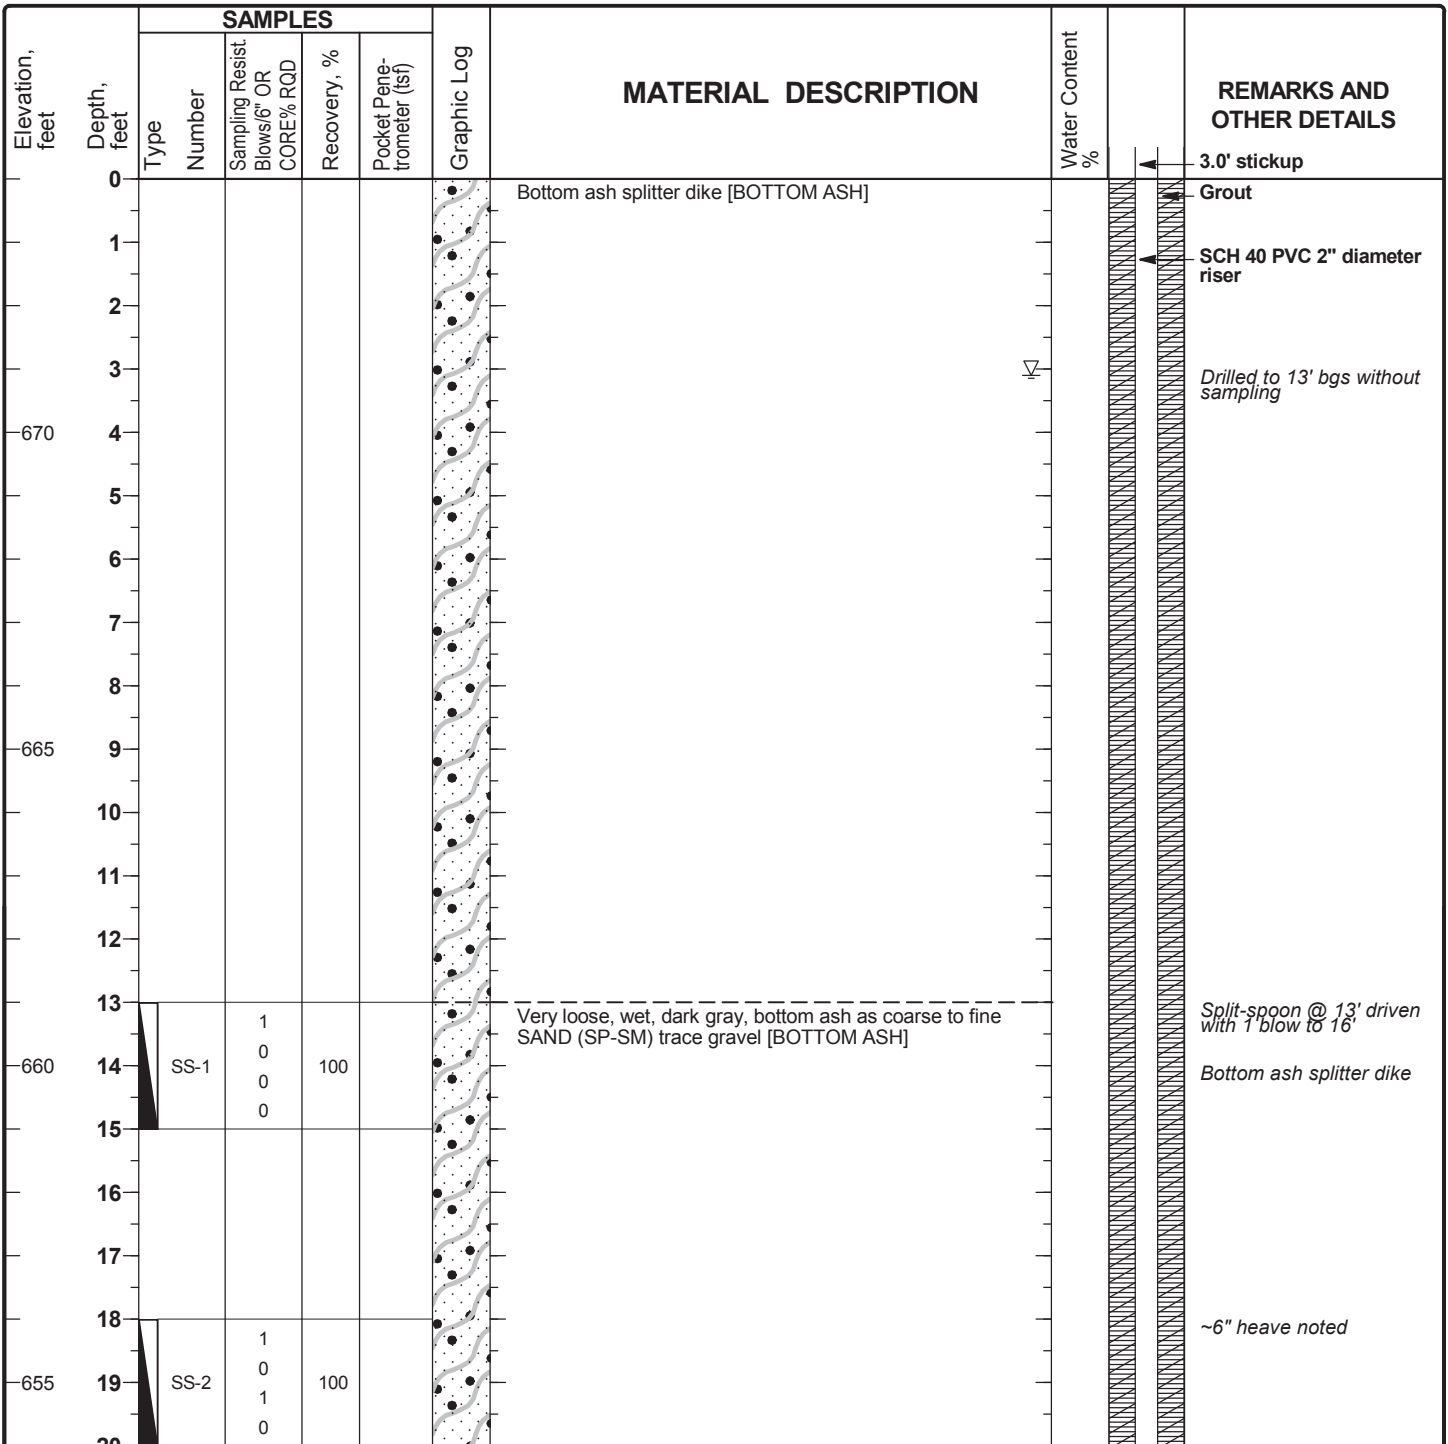 SAMPLES
Elevation,
feet
Depth,
feet
Type
Number
Sampling Resist.
Blows/6" OR
CORE% RQD
Recovery, %
Pocket Pene-
trometer (tsf)
Graphic Log
MATERIAL DESCRIPTION
Water Content
%
REMARKS AND
OTHER DETAILS
3.0' stickup
0
Bottom ash splitter dike [BOTTOM ASH]
Grout
1
SCH 40 PVC 2" diameter
riser
2
3
Drilled to 13' bgs without
sampling
670
4
5
6
7
8
665
9
10
11
12
13
Very loose, wet, dark gray, bottom ash as coarse to fine
SAND (SP-SM) trace gravel [BOTTOM ASH]
Split-spoon @ 13' driven
with 1 blow to 16'
660
14
SS-1
1
0
0
0
100
Bottom ash splitter dike
15
16
17
18
~6" heave noted
655
19
SS-2
1
0
1
0
100
20